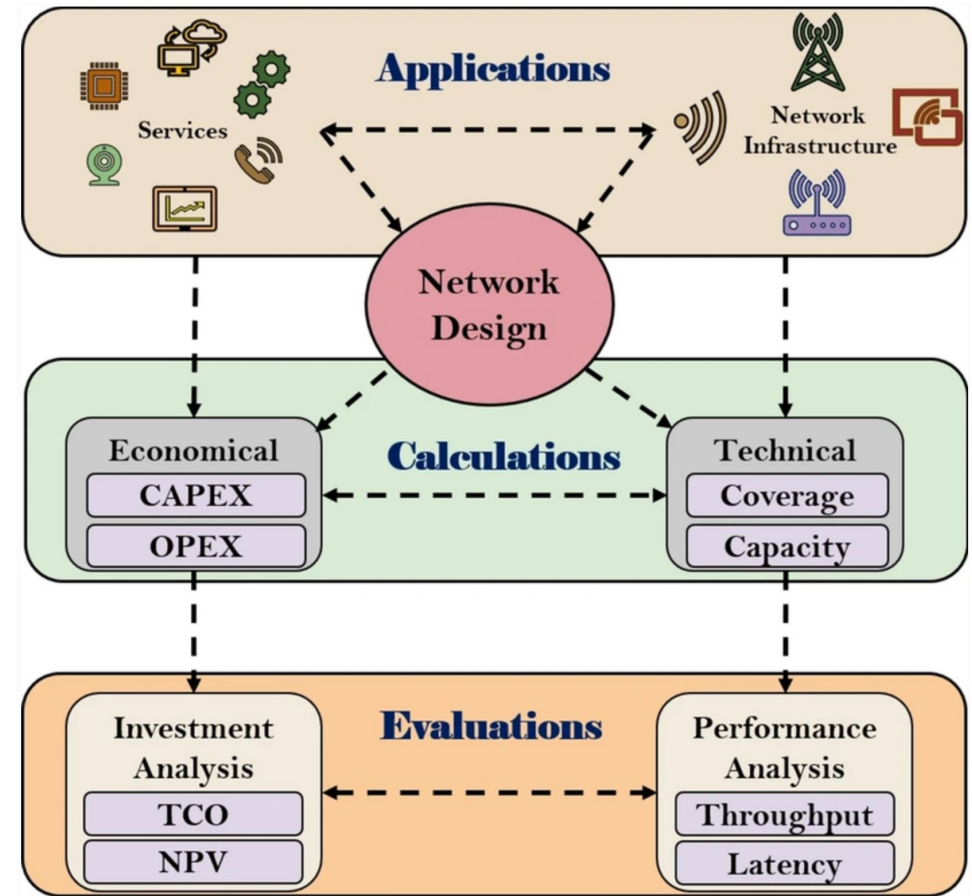 Applications
Services
Network
Infrastructure
Network
Design
Calculations
Economical
CAPEX
OPEX
Technical
Coverage
Capacity
Evaluations
Investment
Analysis
TCO
NPV
Performance
Analysis
Throughput
Latency